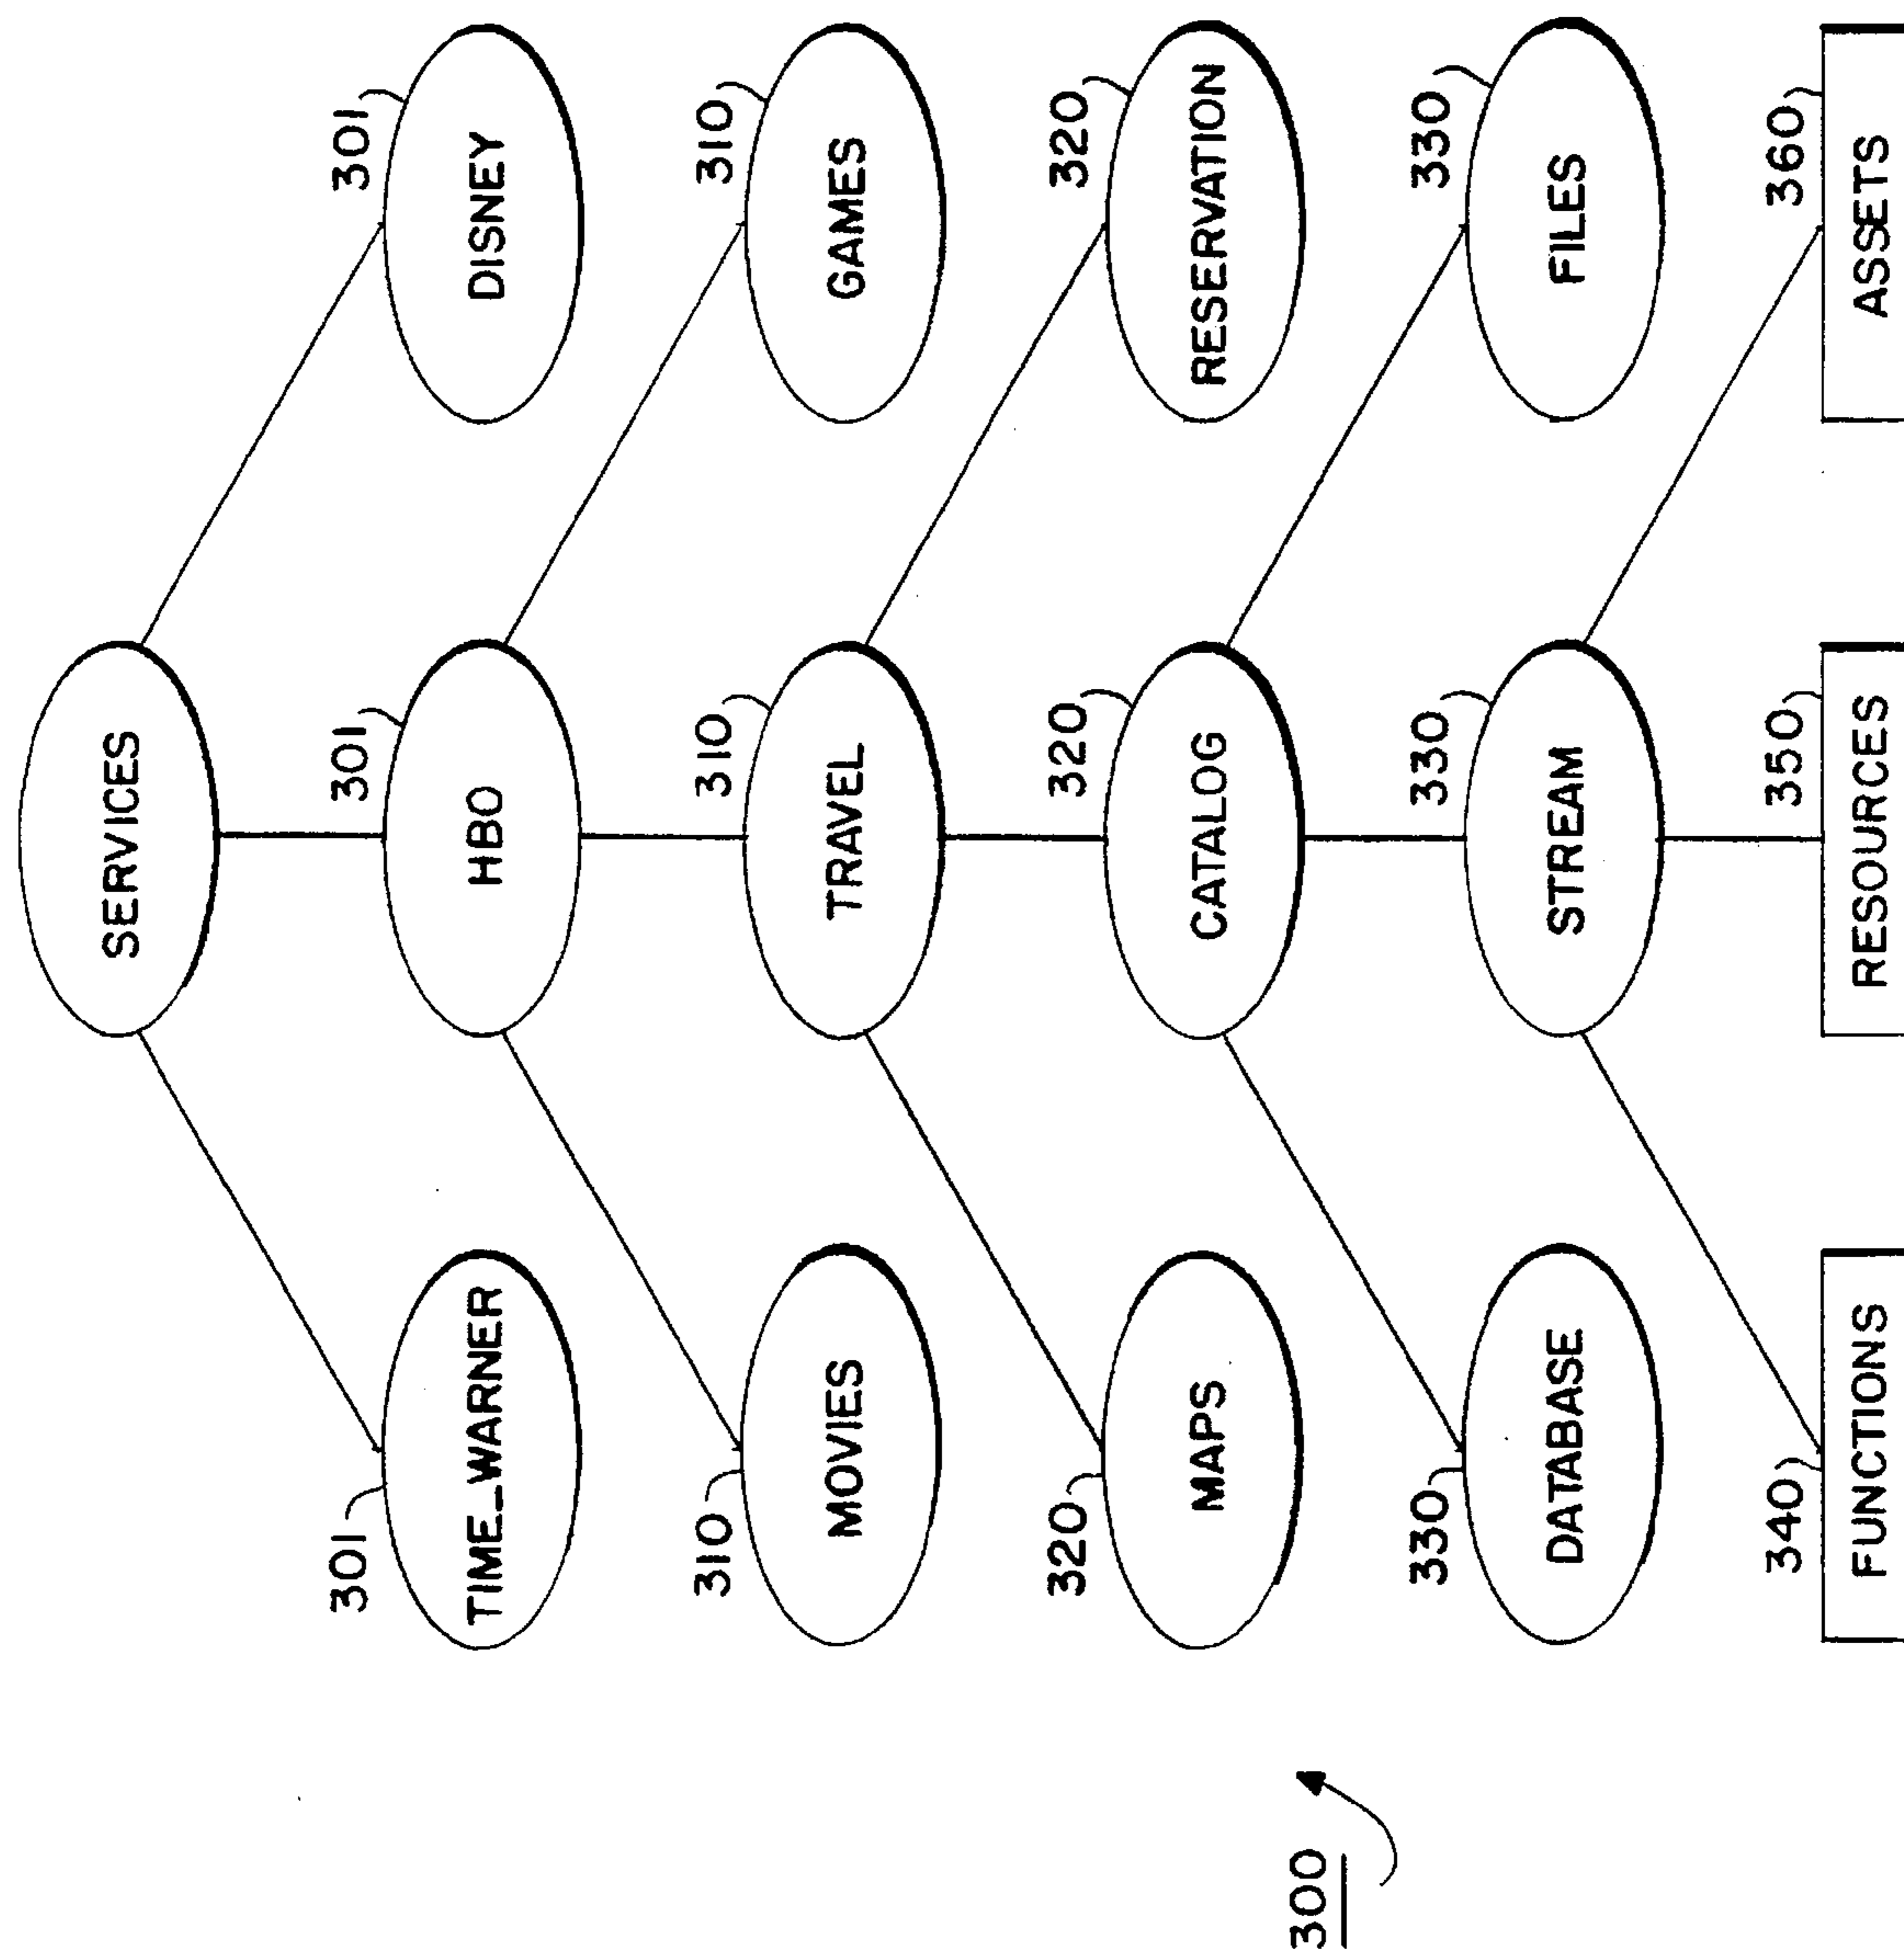 SERVICES
301
301
301
TIME_WARNER
HBO
DISNEY
310
310
310
MOVIES
TRAVEL
GAMES
320
320
320
MAPS
CATALOG
RESERVATION
300
330
330
330
DATABASE
STREAM
FILES
340
350
360
FUNCTIONS
RESOURCES
ASSETS